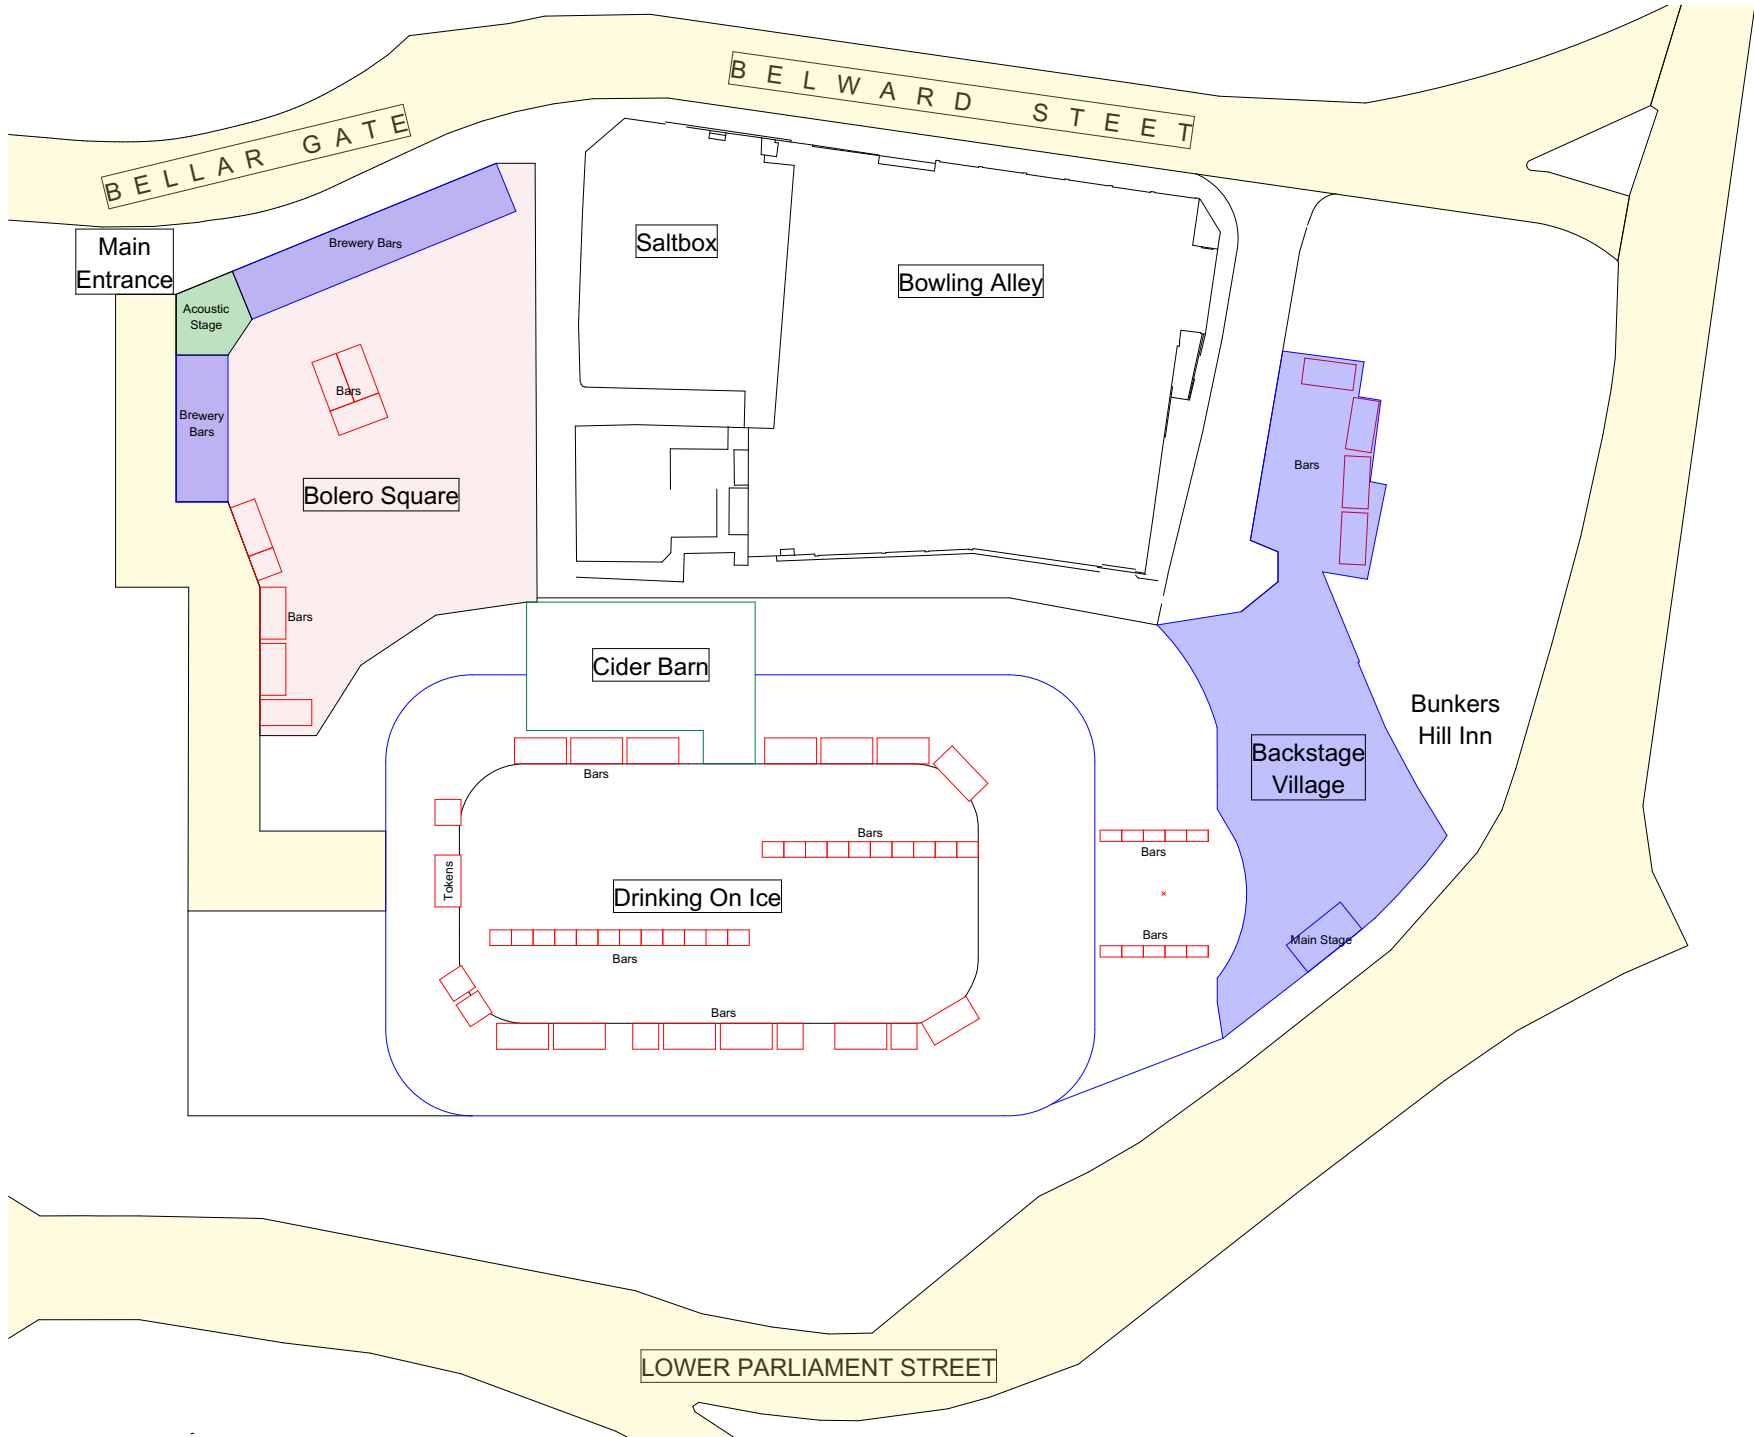 BELWARD STEET
BELLAR GATE
Main
Entrance
Brewery Bars
Saltbox
Bowling Alley
Acoustic
Stage
Bars
Brewery
Bars
Bars
Bolero Square
Bars
Cider Barn
Bunkers
Hill Inn
Backstage
Village
Bars
Bars
Bars
Tokens
Drinking On Ice
Bars
Main Stage
Bars
Bars
LOWER PARLIAMENT STREET